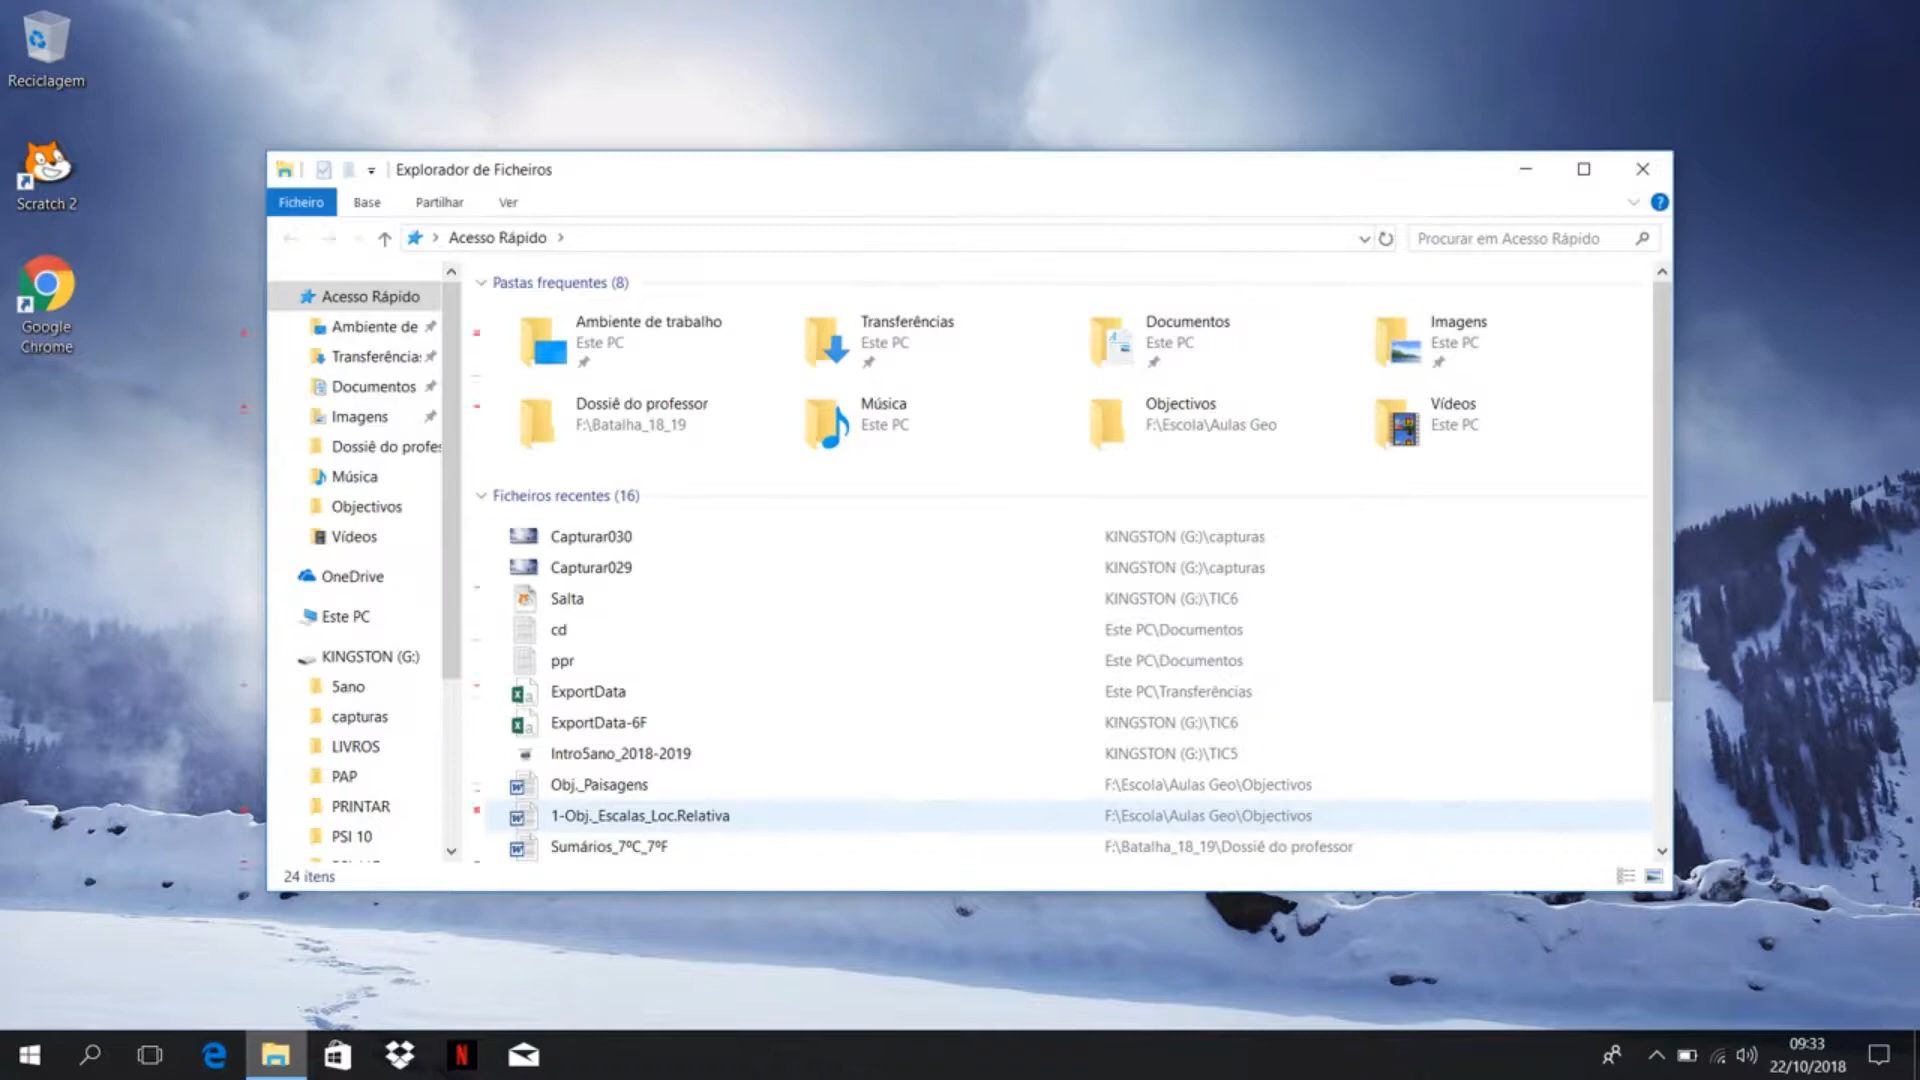 Reciclagem
Scratch 2
Google
Chrome
Explorador de Ficheiros
Ficheiro
Base
Partilhar
Ver
Acesso Rápido
Procurar em Acesso Rápido
Acesso Rápido
Ambiente de
Transferência:
Documentos
Imagens
Dossiê do profes
Música
Objectivos
Vídeos
OneDrive
Este PC
KINGSTON (G:)
5ano
capturas
LIVROS
PAP
PRINTAR
PSI 10
Pastas frequentes (8)
Ambiente de trabalho
Este PC
Transferências
Este PC
Documentos
Este PC
Imagens
Este PC
Dossiê do professor
F:\Batalha_18_19
Música
Este PC
Objectivos
F:\Escola\Aulas Geo
Vídeos
Este PC
Ficheiros recentes (16)
Capturar030 KINGSTON (G:)\capturas
Capturar029 KINGSTON (G:)\capturas
Salta KINGSTON (G:)\TIC6
cd Este PC\Documentos
ppr Este PC\Documentos
ExportData Este PC\Transferências
ExportData-6F KINGSTON (G:)\TIC6
Intro5ano_2018-2019 KINGSTON (G:)\TIC5
Obj._Paisagens F:\Escola\Aulas Geo\Objectivos
1-Obj._Escalas_Loc.Relativa F:\Escola\Aulas Geo\Objectivos
Sumários_7ºC_7ºF F:\Batalha_18_19\Dossiê do professor
24 itens
09:33
22/10/2018